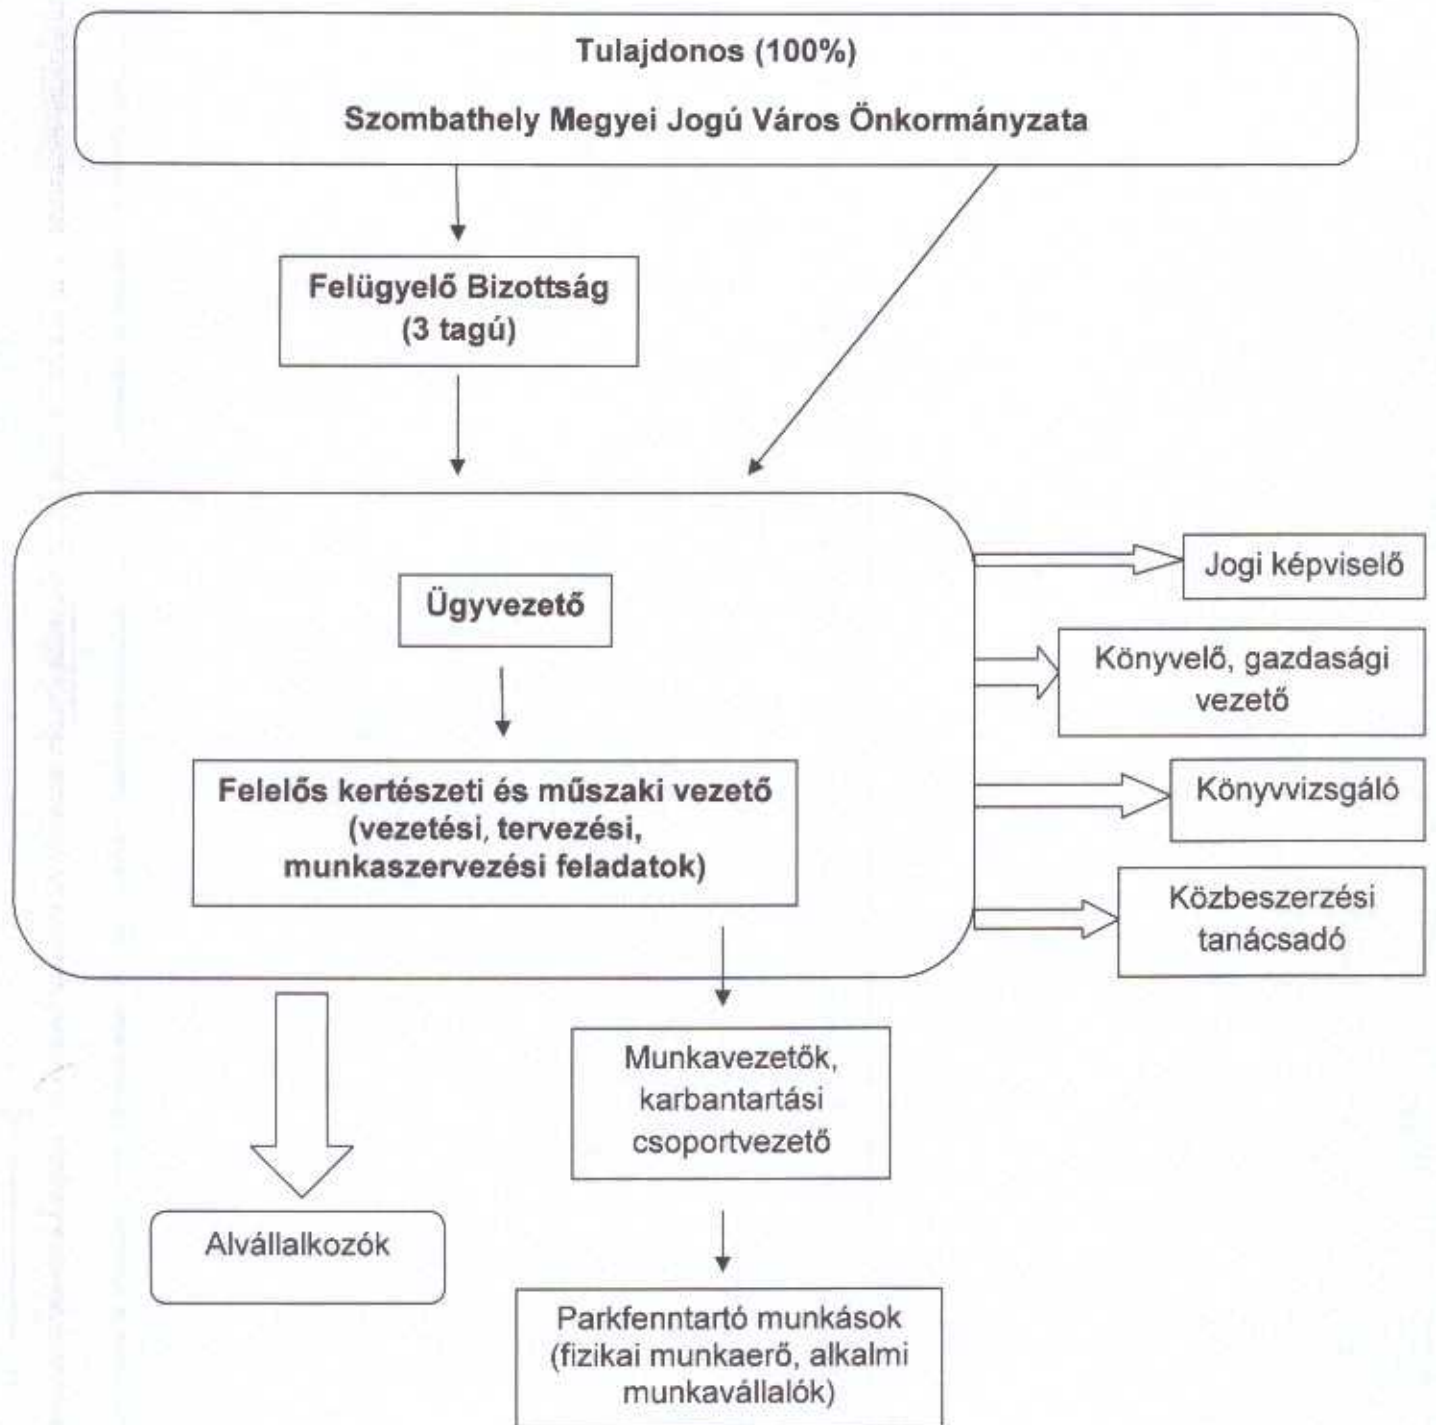 Tulajdonos (100%)
Szombathely Megyei Jogú Város Önkormányzata
Felügyelő Bizottság
(3 tagú)
Ügyvezető
Felelős kertészeti és műszaki vezető
(vezetési, tervezési,
munkaszervezési feladatok)
Jogi képviselő
Könyvelő, gazdasági
vezető
Könyvvizsgáló
Közbeszerzési
tanácsadó
Munkavezetők,
karbantartási
csoportvezető
Alvállalkozók
Parkfenntartó munkások
(fizikai munkaerő, alkalmi
munkavállalók)